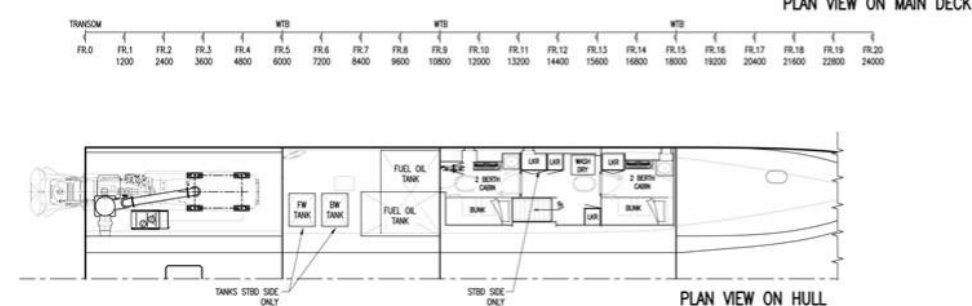 PLAN VIEW ON MAIN DECK
TRANSOM WTB WTB WTB
FR.0 FR.1 FR.2 FR.3 FR.4 FR.5 FR.6 FR.7 FR.8 FR.9 FR.10 FR.11 FR.12 FR.13 FR.14 FR.15 FR.16 FR.17 FR.18 FR.19 FR.20
1200 2400 3600 4800 6000 7200 8400 9600 10800 12000 13200 14400 15600 16800 18000 19200 20400 21600 22800 24000
FUEL OIL
TANK
LKR LKR
WASH
DRY
LKR
2 BERTH
CABIN
2 BERTH
CABIN
FW
TANK
BW
TANK
FUEL OIL
TANK
BUNK
LKR
BUNK
TANKS STBD SIDE
ONLY
STBD SIDE
ONLY
PLAN VIEW ON HULL